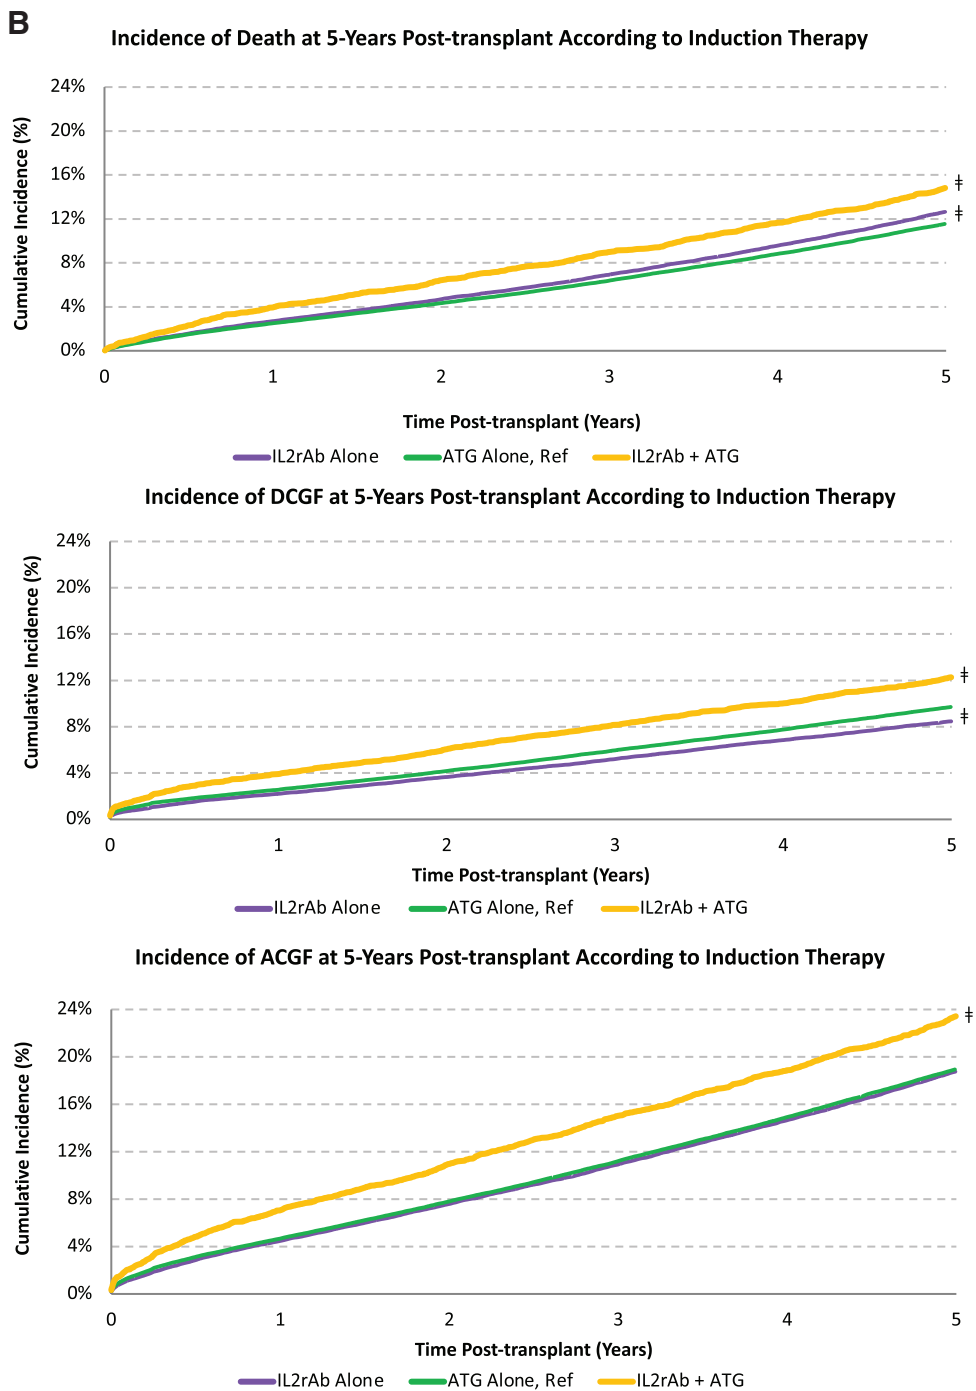 B
Incidence of Death at 5-Years Post-transplant According to Induction Therapy
Cumulative Incidence (%)
24%
20%
16%
12%
8%
4%
0%
ǂ
ǂ
0 1 2 3 4 5
Time Post-transplant (Years)
IL2rAb Alone ATG Alone, Ref IL2rAb + ATG
Incidence of DCGF at 5-Years Post-transplant According to Induction Therapy
Cumulative Incidence (%)
24%
20%
16%
12%
8%
4%
0%
ǂ
ǂ
0 1 2 3 4 5
Time Post-transplant (Years)
IL2rAb Alone ATG Alone, Ref IL2rAb + ATG
Incidence of ACGF at 5-Years Post-transplant According to Induction Therapy
Cumulative Incidence (%)
24%
20%
16%
12%
8%
4%
0%
ǂ
0 1 2 3 4 5
Time Post-transplant (Years)
IL2rAb Alone ATG Alone, Ref IL2rAb + ATG